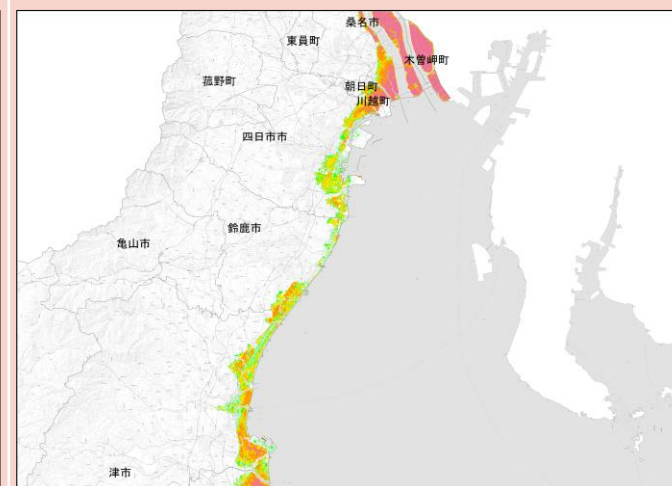 桑名市
東員町
木曽岬町
菰野町
朝日町
川越町
四日市市
鈴鹿市
亀山市
津市